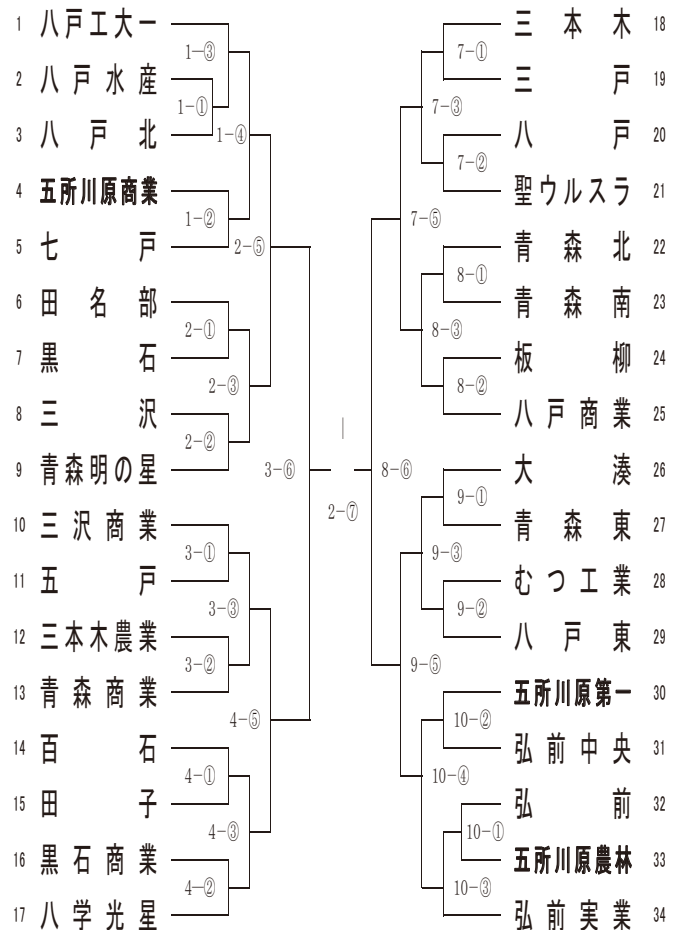 1 八戸工大一
2 八戸水産
3 八戸北
4 五所川原商業
5 七戸
6 田名部
7 黒石
8 三沢
9 青森明の星
10 三沢商業
11 五戸
12 三本木農業
13 青森商業
14 百石
15 田子
16 黒石商業
17 八学光星
1-③
1-①
1-④
1-②
2-⑤
2-①
2-③
2-②
3-⑥
3-①
3-③
3-②
4-⑤
4-①
4-③
4-②
2-⑦
7-①
7-③
7-②
7-⑤
8-①
8-③
8-②
8-⑥
9-①
9-③
9-②
9-⑤
10-②
10-④
10-①
10-③
三本木 18
三戸 19
八戸 20
聖ウルスラ 21
青森北 22
青森南 23
板柳 24
八戸商業 25
大湊 26
青森東 27
むつ工業 28
八戸東 29
五所川原第一 30
弘前中央 31
弘前 32
五所川原農林 33
弘前実業 34